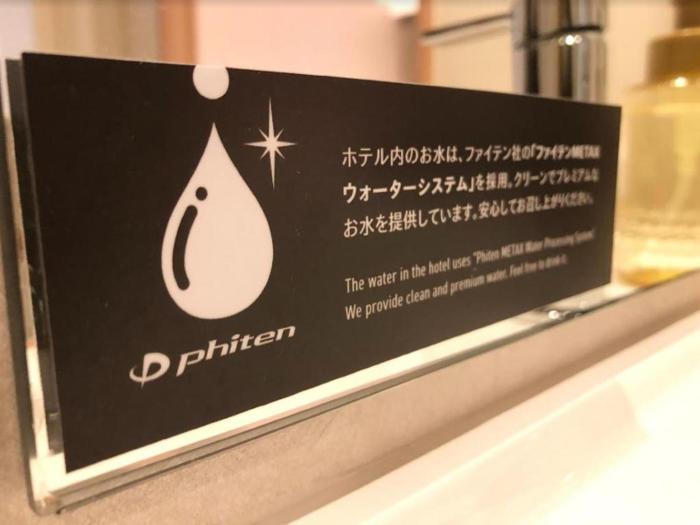 ホテル内のお水は、ファイテン社の「ファイテンMETAX
ウォーターシステム」を採用。クリーンでプレミアムな
お水を提供しています。安心してお召し上がりください。
The water in the hotel uses "Phiten METAX Water Processing System".
We provide clean and premium water. Feel free to drink it.
phiten